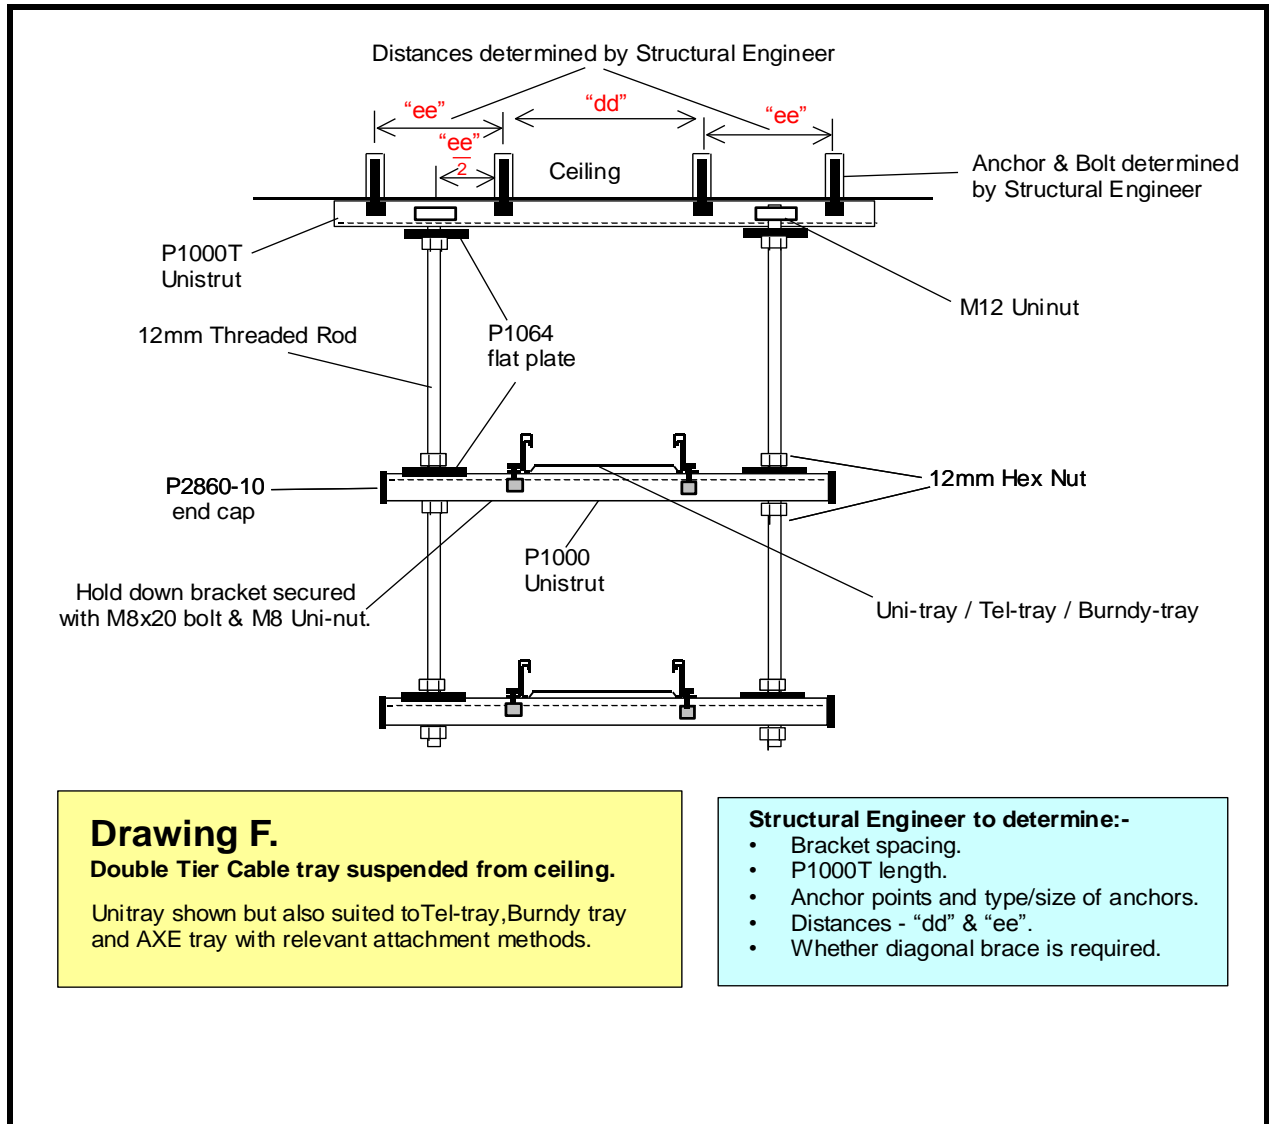 Distances determined by Structural Engineer
“ee”
“dd”
“ee”
“ee”
2
Ceiling
Anchor & Bolt determined
by Structural Engineer
P1000T
Unistrut
M12 Uninut
12mm Threaded Rod
P1064
flat plate
P2860-10
end cap
12mm Hex Nut
P1000
Unistrut
Hold down bracket secured
with M8x20 bolt & M8 Uni-nut.
Uni-tray / Tel-tray / Burndy-tray
Drawing F.
Double Tier Cable tray suspended from ceiling.
Unitray shown but also suited toTel-tray,Burndy tray
and AXE tray with relevant attachment methods.
Structural Engineer to determine:-
• Bracket spacing.
• P1000T length.
• Anchor points and type/size of anchors.
• Distances - “dd” & “ee”.
• Whether diagonal brace is required.